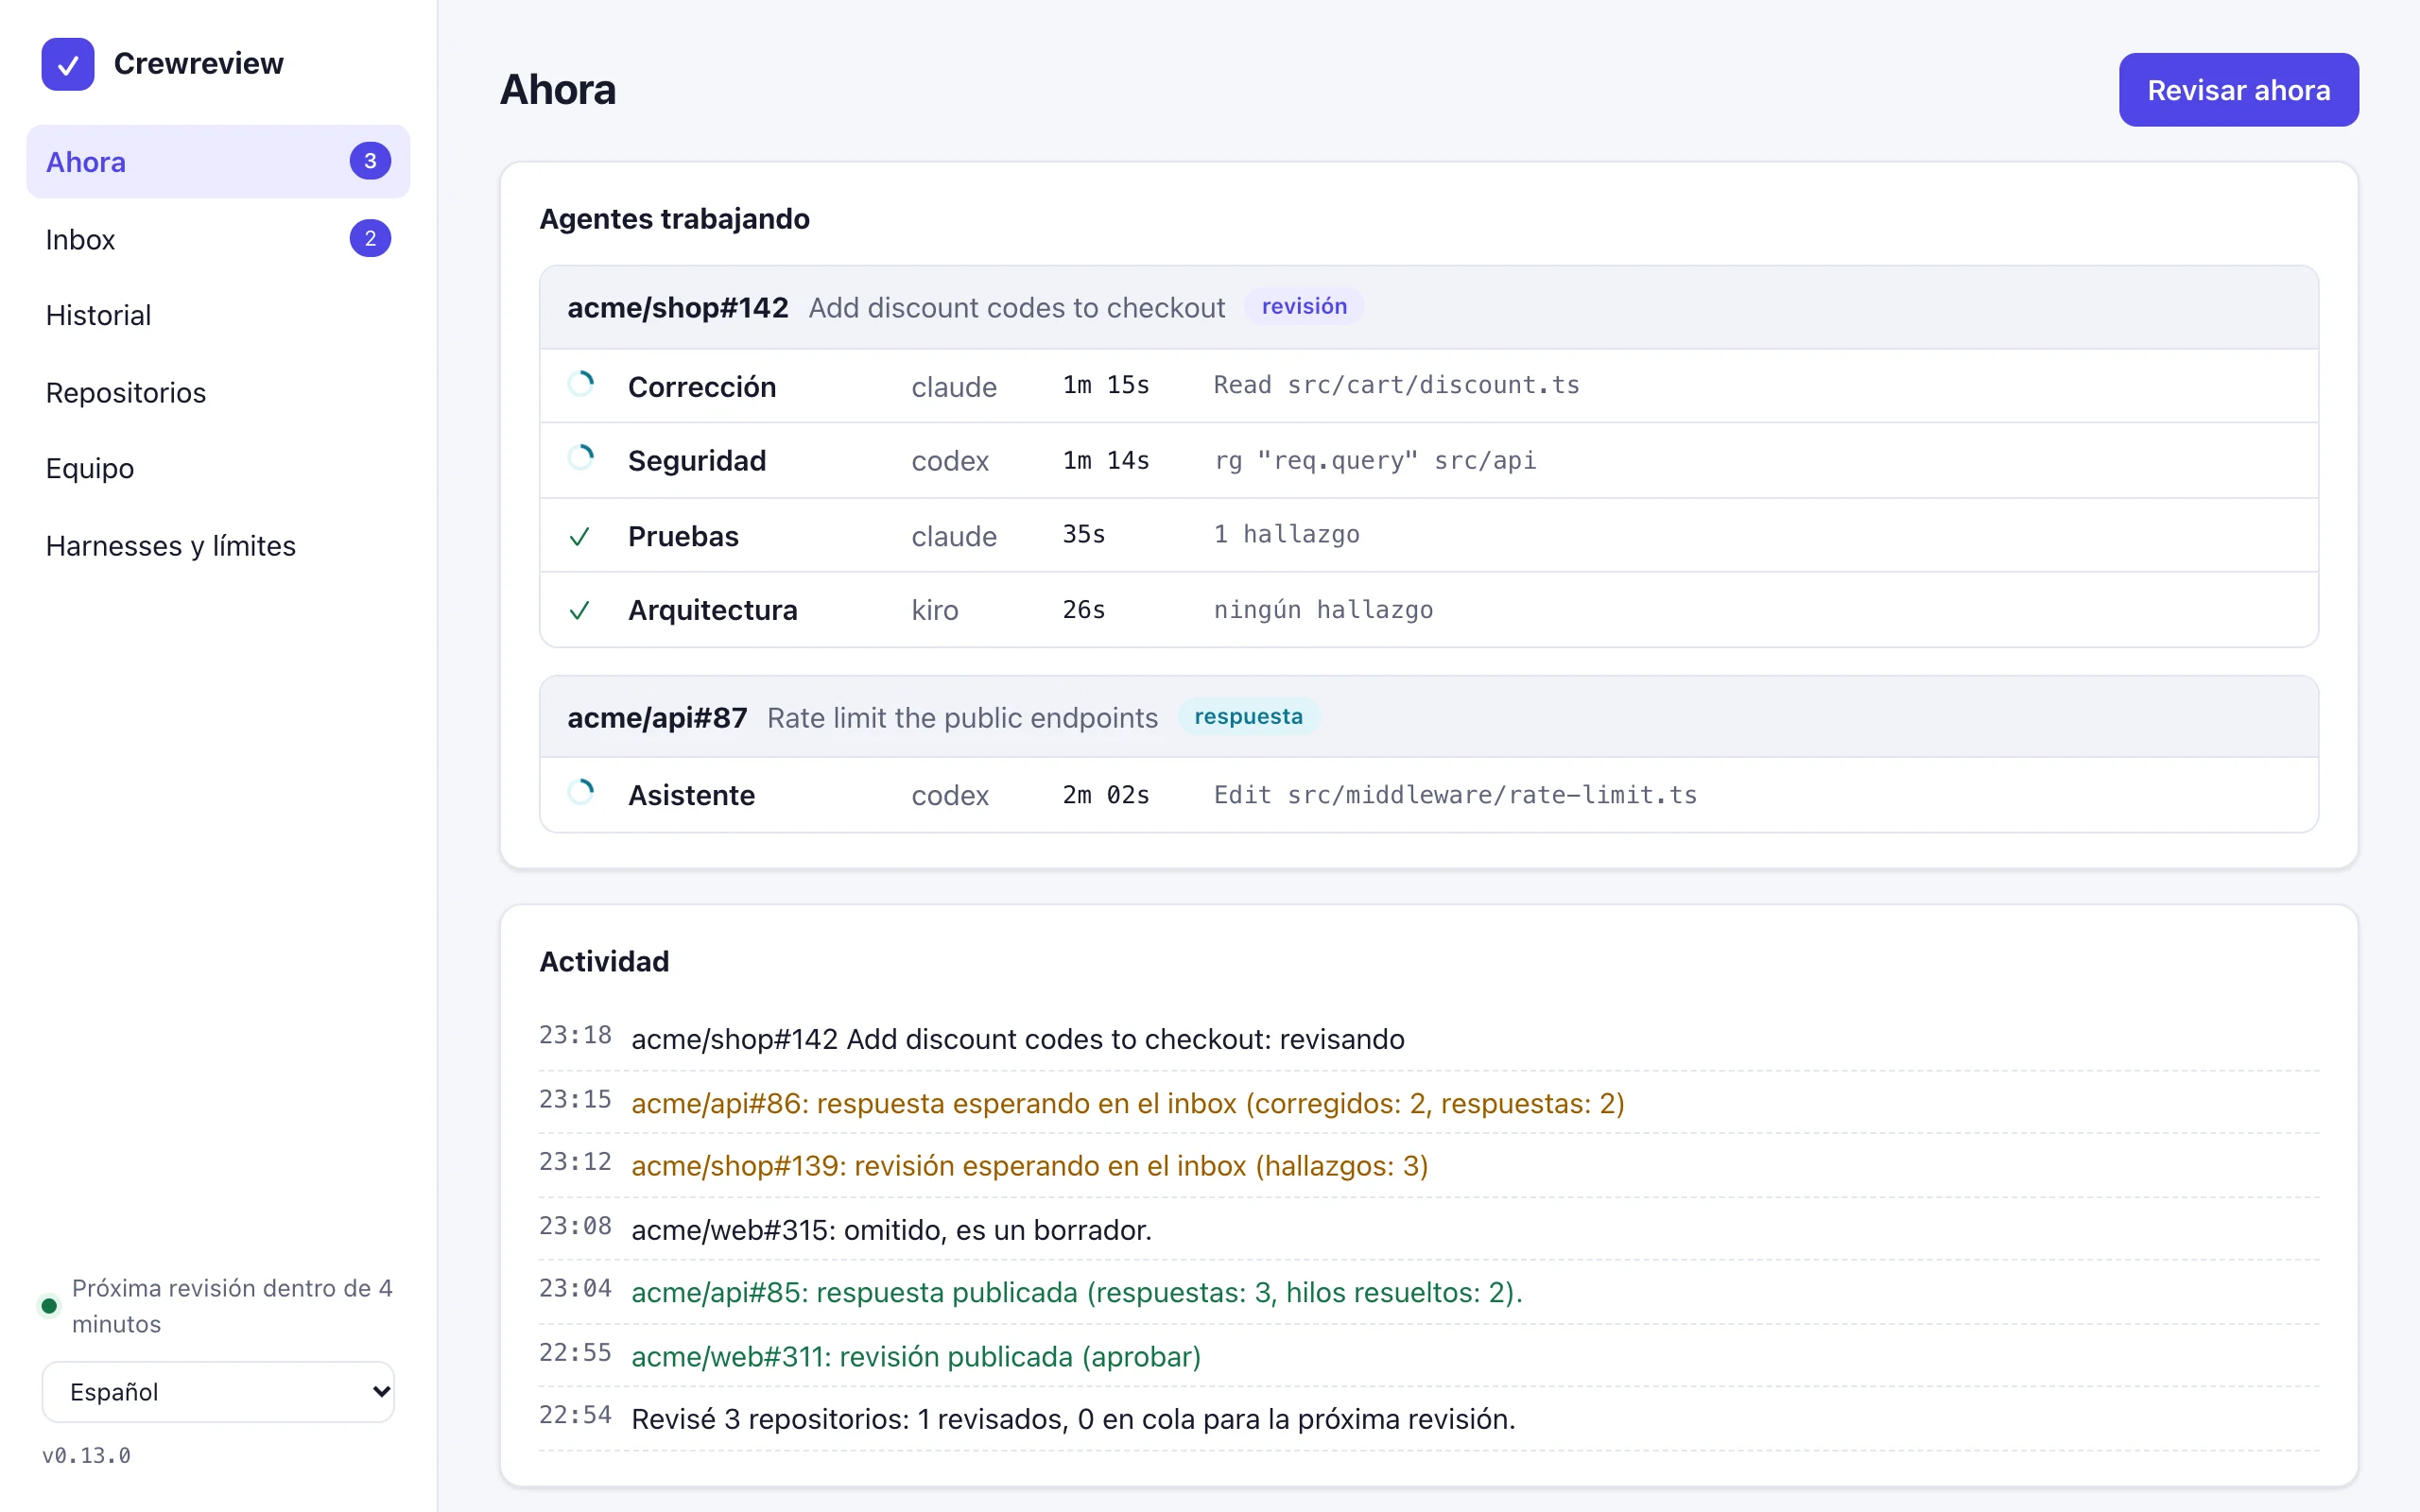 Crewreview
Ahora 3
Inbox 2
Historial
Repositorios
Equipo
Harnesses y límites
Próxima revisión dentro de 4
minutos
Español
v0.13.0
Ahora
Revisar ahora
Agentes trabajando
acme/shop#142 Add discount codes to checkout revisión
Corrección claude 1m 15s Read src/cart/discount.ts
Seguridad codex 1m 14s rg "req.query" src/api
Pruebas claude 35s 1 hallazgo
Arquitectura kiro 26s ningún hallazgo
acme/api#87 Rate limit the public endpoints respuesta
Asistente codex 2m 02s Edit src/middleware/rate-limit.ts
Actividad
23:18 acme/shop#142 Add discount codes to checkout: revisando
23:15 acme/api#86: respuesta esperando en el inbox (corregidos: 2, respuestas: 2)
23:12 acme/shop#139: revisión esperando en el inbox (hallazgos: 3)
23:08 acme/web#315: omitido, es un borrador.
23:04 acme/api#85: respuesta publicada (respuestas: 3, hilos resueltos: 2).
22:55 acme/web#311: revisión publicada (aprobar)
22:54 Revisé 3 repositorios: 1 revisados, 0 en cola para la próxima revisión.